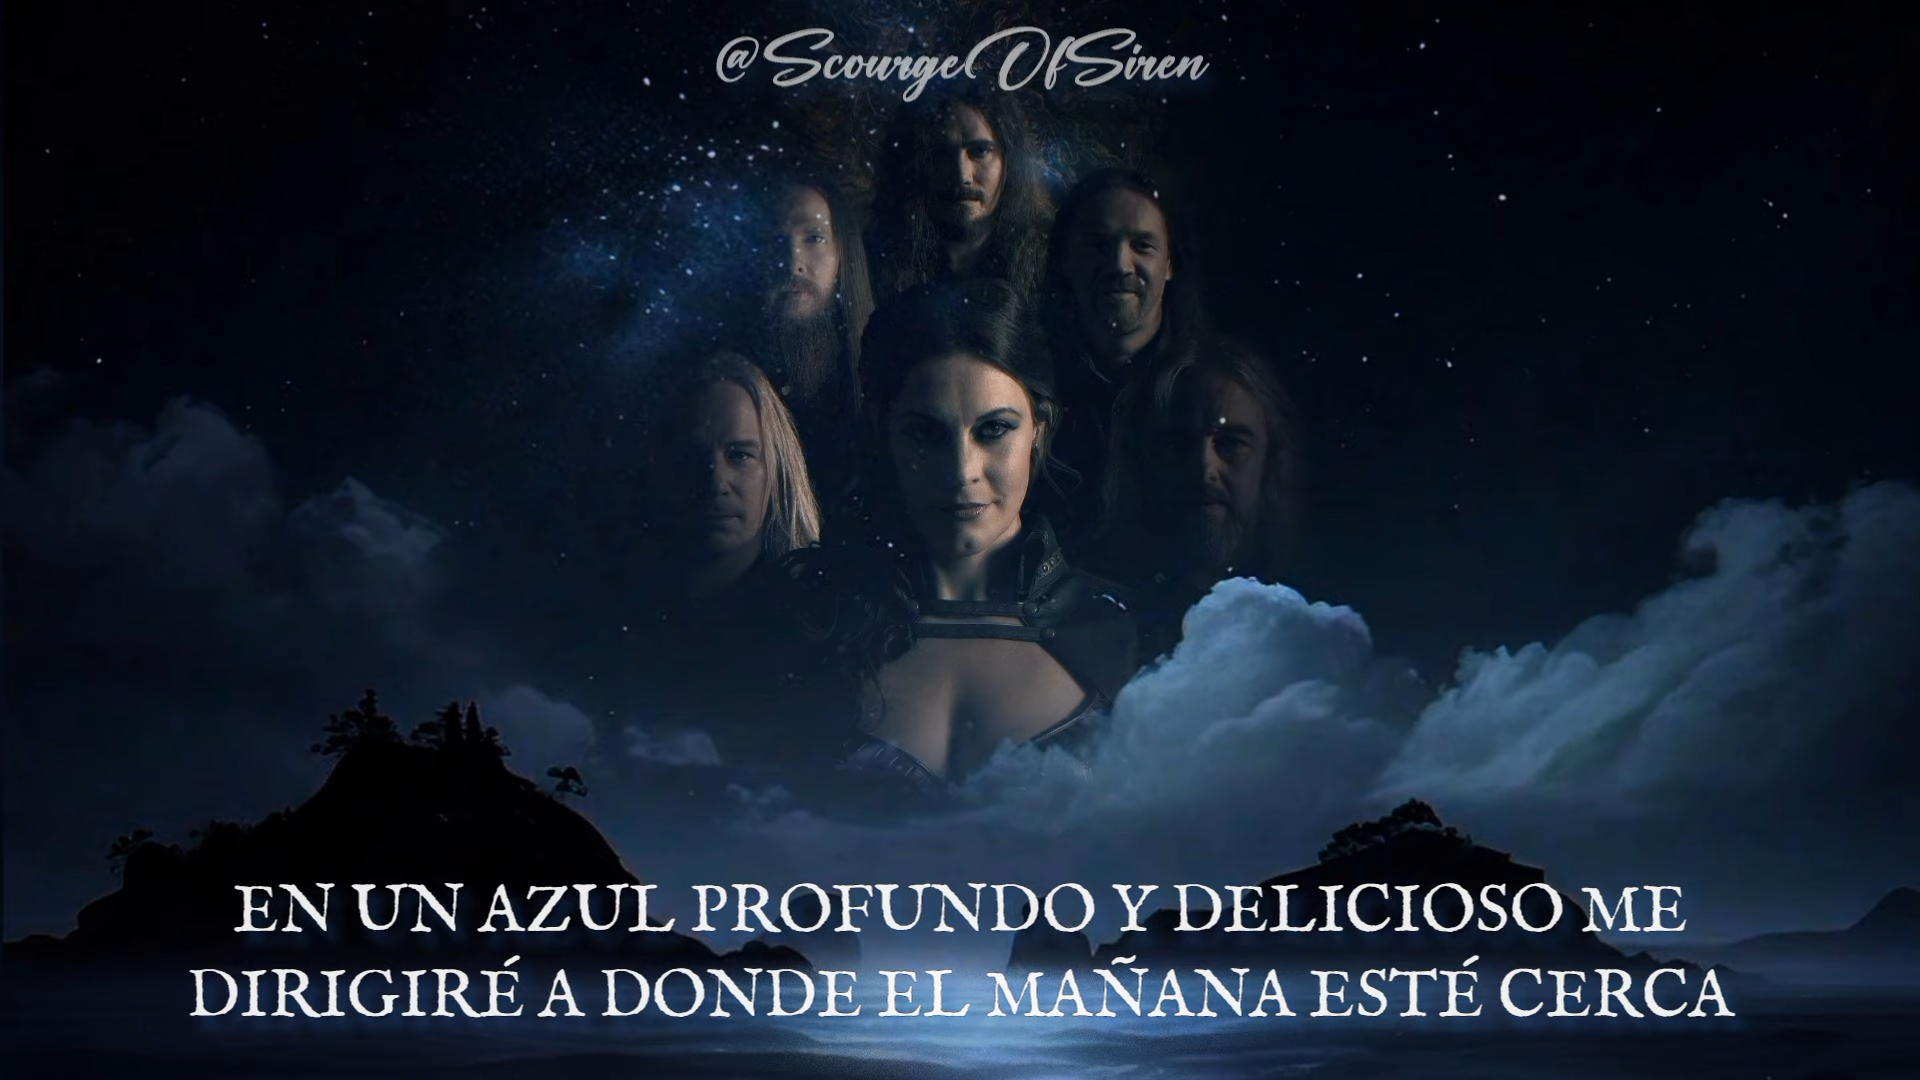 @ScourgeOfSiren
EN UN AZUL PROFUNDO Y DELICIOSO ME
DIRIGIRÉ A DONDE EL MAÑANA ESTÉ CERCA